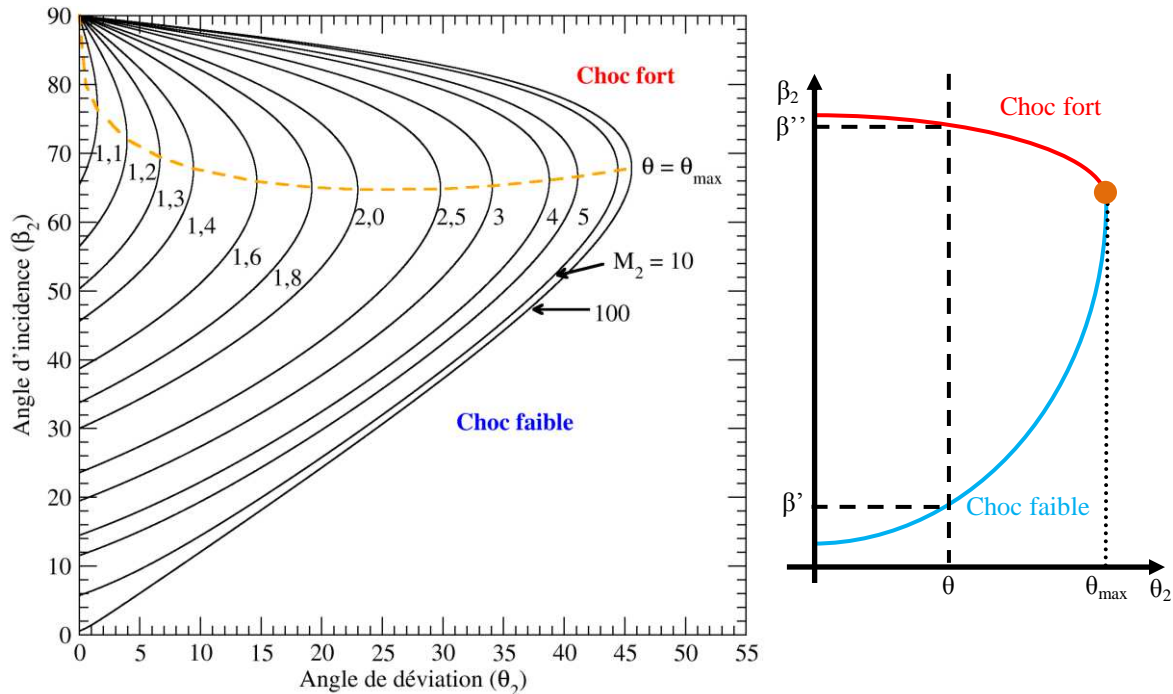 90
80
70
60
50
40
30
20
10
0
Angle d'incidence (β₂)
Choc fort
θ = θmax
1,1
1,2
1,3
1,4
1,6
1,8
2,0
2,5
3
4
5
M₂ = 10
100
Choc faible
0 5 10 15 20 25 30 35 40 45 50 55
Angle de déviation (θ₂)
β₂
β’’
Choc fort
β’
Choc faible
θ
θmax
θ₂